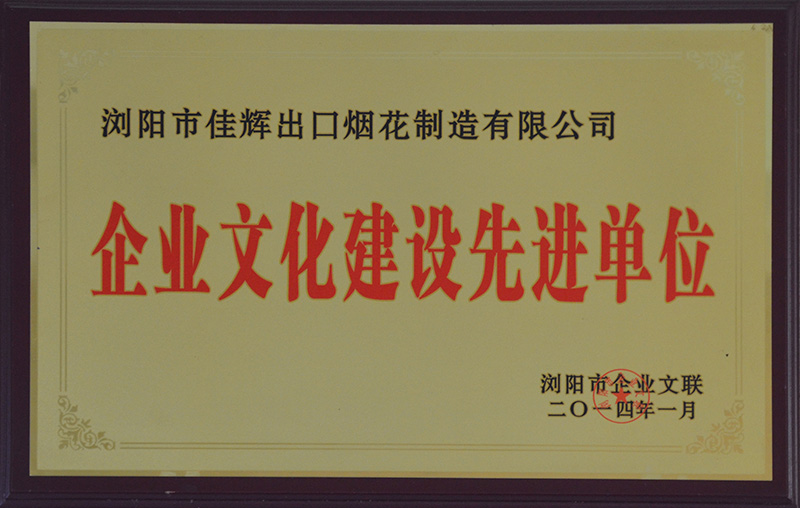 浏阳市佳辉出口烟花制造有限公司
企业文化建设先进单位
浏阳市企业文联
二〇一四年一月